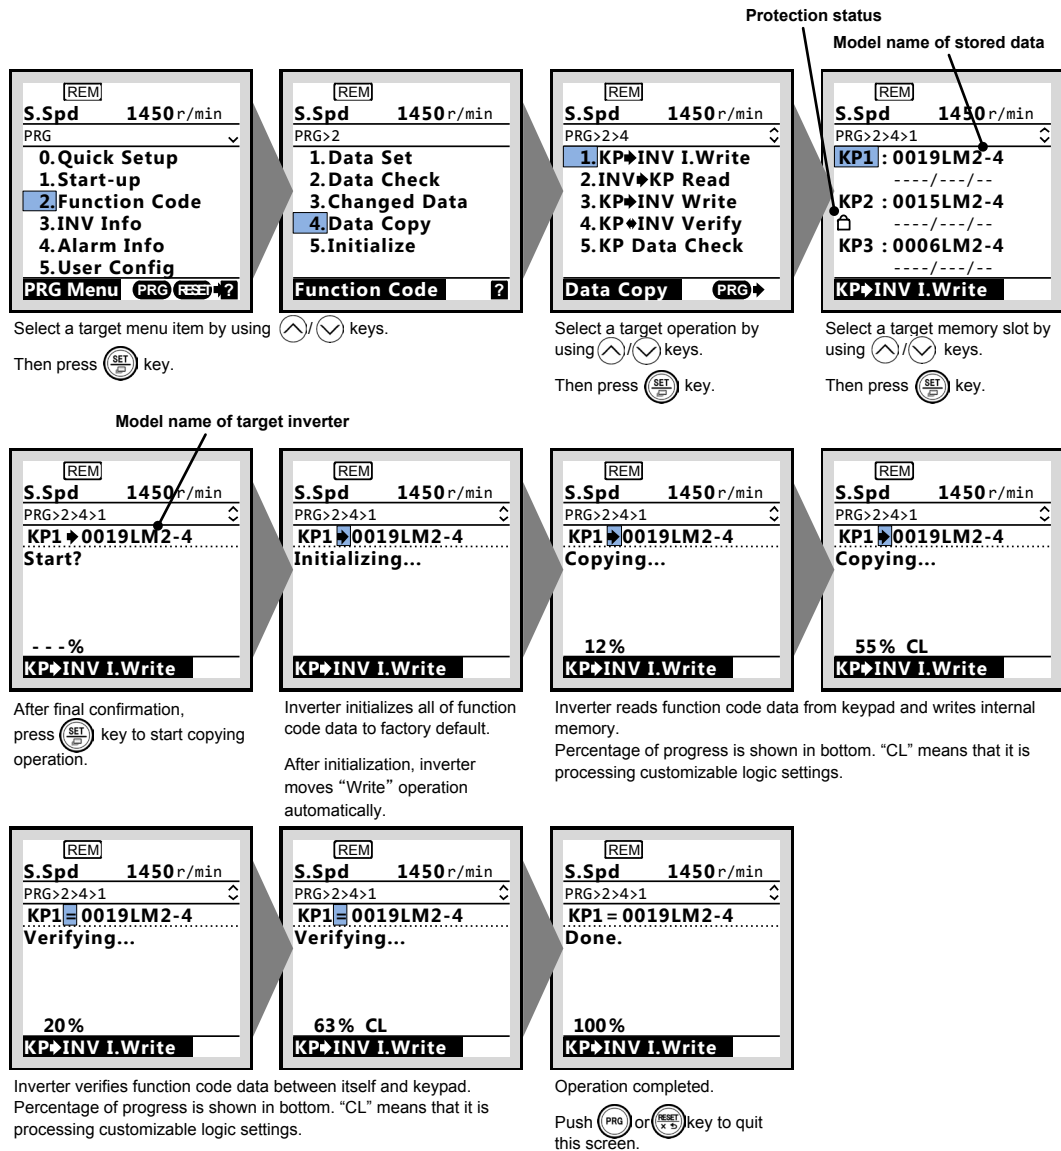 Protection status
Model name of stored data
REM
S.Spd 1450 r/min
PRG
0.Quick Setup
1.Start-up
2.Function Code
3.INV Info
4.Alarm Info
5.User Config
PRG Menu PRG RESET ➧?
REM
S.Spd 1450 r/min
PRG>2
1.Data Set
2.Data Check
3.Changed Data
4.Data Copy
5.Initialize
Function Code ?
Select a target menu item by using / keys.
Then press SET key.
REM
S.Spd 1450 r/min
PRG>2>4
1.KP➧INV I.Write
2.INV➧KP Read
3.KP➧INV Write
4.KP⬌INV Verify
5.KP Data Check
Data Copy PRG➧
Select a target operation by
using / keys.
Then press SET key.
REM
S.Spd 1450 r/min
PRG>2>4>1
KP1 : 0019LM2-4
----/---/--
KP2 : 0015LM2-4
----/---/--
KP3 : 0006LM2-4
----/---/--
KP➧INV I.Write
Select a target memory slot by
using / keys.
Then press SET key.
Model name of target inverter
REM
S.Spd 1450 r/min
PRG>2>4>1
KP1➧0019LM2-4
Start?
---%
KP➧INV I.Write
After final confirmation,
press SET key to start copying
operation.
REM
S.Spd 1450 r/min
PRG>2>4>1
KP1➧0019LM2-4
Initializing...
KP➧INV I.Write
Inverter initializes all of function
code data to factory default.
After initialization, inverter
moves “Write” operation
automatically.
REM
S.Spd 1450 r/min
PRG>2>4>1
KP1➧0019LM2-4
Copying...
12%
KP➧INV I.Write
REM
S.Spd 1450 r/min
PRG>2>4>1
KP1➧0019LM2-4
Copying...
55% CL
KP➧INV I.Write
Inverter reads function code data from keypad and writes internal
memory.
Percentage of progress is shown in bottom. “CL” means that it is
processing customizable logic settings.
REM
S.Spd 1450 r/min
PRG>2>4>1
KP1=0019LM2-4
Verifying...
20%
KP➧INV I.Write
REM
S.Spd 1450 r/min
PRG>2>4>1
KP1=0019LM2-4
Verifying...
63% CL
KP➧INV I.Write
Inverter verifies function code data between itself and keypad.
Percentage of progress is shown in bottom. “CL” means that it is
processing customizable logic settings.
REM
S.Spd 1450 r/min
PRG>2>4>1
KP1=0019LM2-4
Done.
100%
KP➧INV I.Write
Operation completed.
Push PRG or RESET key to quit
this screen.